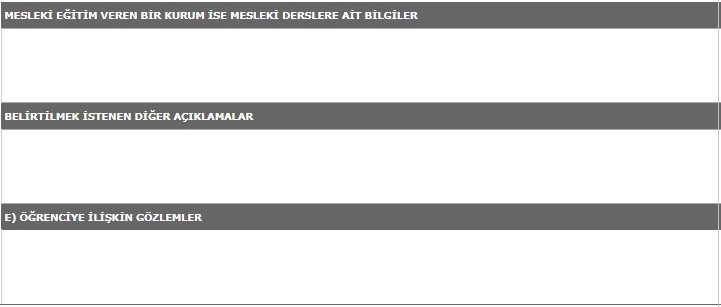 MESLEKİ EĞİTİM VEREN BİR KURUM İSE MESLEKİ DERSLERE AİT BİLGİLER
BELİRTİLMEK İSTENEN DİĞER AÇIKLAMALAR
E) ÖĞRENCİYE İLİŞKİN GÖZLEMLER